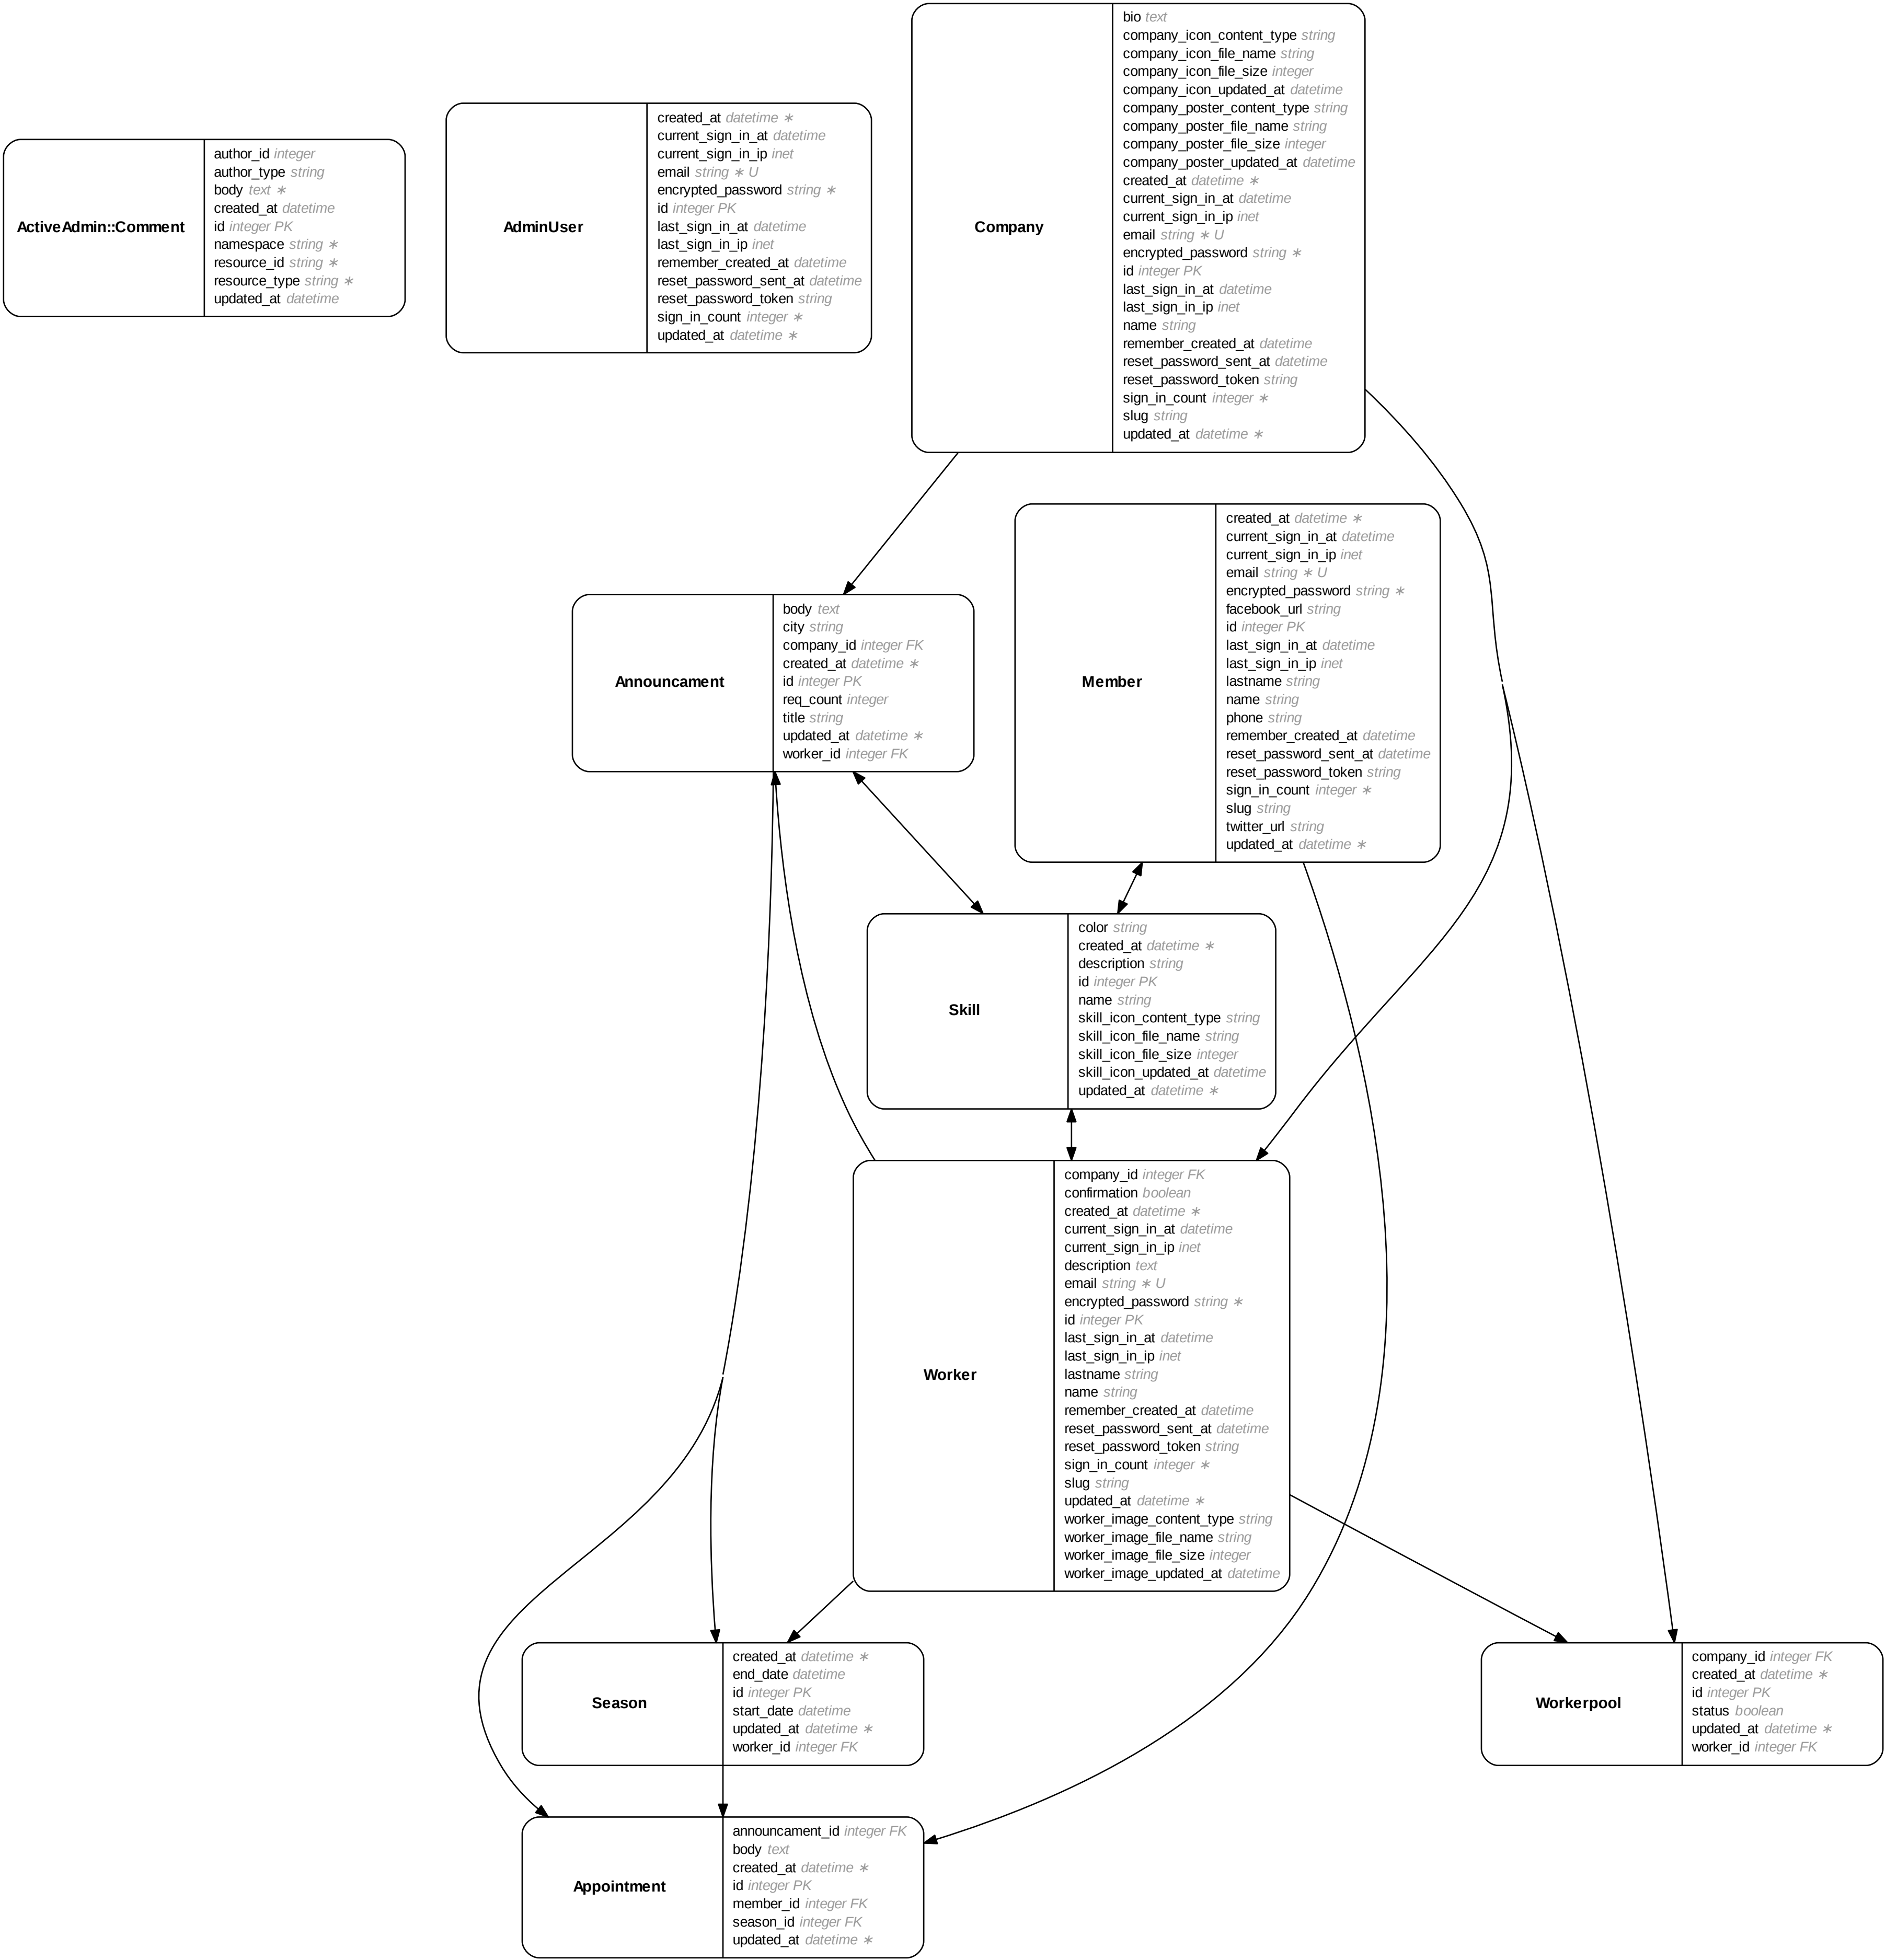 Company
bio text
company_icon_content_type string
company_icon_file_name string
company_icon_file_size integer
company_icon_updated_at datetime
company_poster_content_type string
company_poster_file_name string
company_poster_file_size integer
company_poster_updated_at datetime
created_at datetime ∗
current_sign_in_at datetime
current_sign_in_ip inet
email string ∗ U
encrypted_password string ∗
id integer PK
last_sign_in_at datetime
last_sign_in_ip inet
name string
remember_created_at datetime
reset_password_sent_at datetime
reset_password_token string
sign_in_count integer ∗
slug string
updated_at datetime ∗
ActiveAdmin::Comment
author_id integer
author_type string
body text ∗
created_at datetime
id integer PK
namespace string ∗
resource_id string ∗
resource_type string ∗
updated_at datetime
AdminUser
created_at datetime ∗
current_sign_in_at datetime
current_sign_in_ip inet
email string ∗ U
encrypted_password string ∗
id integer PK
last_sign_in_at datetime
last_sign_in_ip inet
remember_created_at datetime
reset_password_sent_at datetime
reset_password_token string
sign_in_count integer ∗
updated_at datetime ∗
Announcament
body text
city string
company_id integer FK
created_at datetime ∗
id integer PK
req_count integer
title string
updated_at datetime ∗
worker_id integer FK
Member
created_at datetime ∗
current_sign_in_at datetime
current_sign_in_ip inet
email string ∗ U
encrypted_password string ∗
facebook_url string
id integer PK
last_sign_in_at datetime
last_sign_in_ip inet
lastname string
name string
phone string
remember_created_at datetime
reset_password_sent_at datetime
reset_password_token string
sign_in_count integer ∗
slug string
twitter_url string
updated_at datetime ∗
Skill
color string
created_at datetime ∗
description string
id integer PK
name string
skill_icon_content_type string
skill_icon_file_name string
skill_icon_file_size integer
skill_icon_updated_at datetime
updated_at datetime ∗
Worker
company_id integer FK
confirmation boolean
created_at datetime ∗
current_sign_in_at datetime
current_sign_in_ip inet
description text
email string ∗ U
encrypted_password string ∗
id integer PK
last_sign_in_at datetime
last_sign_in_ip inet
lastname string
name string
remember_created_at datetime
reset_password_sent_at datetime
reset_password_token string
sign_in_count integer ∗
slug string
updated_at datetime ∗
worker_image_content_type string
worker_image_file_name string
worker_image_file_size integer
worker_image_updated_at datetime
Season
created_at datetime ∗
end_date datetime
id integer PK
start_date datetime
updated_at datetime ∗
worker_id integer FK
Workerpool
company_id integer FK
created_at datetime ∗
id integer PK
status boolean
updated_at datetime ∗
worker_id integer FK
Appointment
announcament_id integer FK
body text
created_at datetime ∗
id integer PK
member_id integer FK
season_id integer FK
updated_at datetime ∗